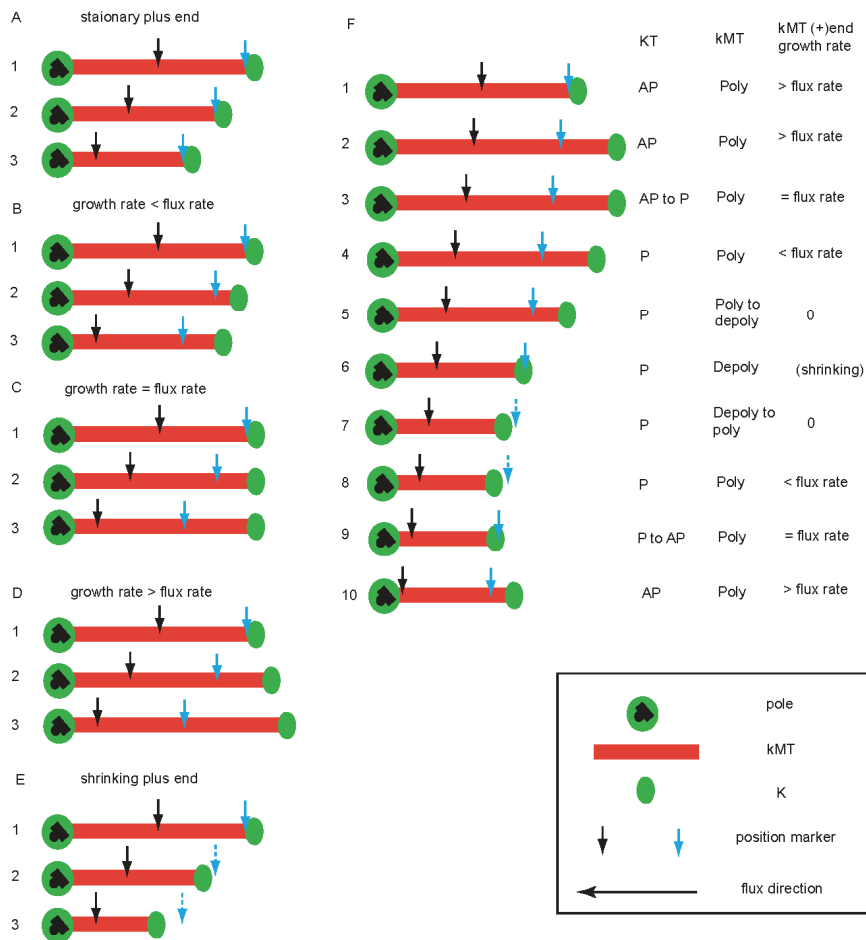 A
staionary plus end
1
2
3
B
growth rate < flux rate
1
2
3
C
growth rate = flux rate
1
2
3
D
growth rate > flux rate
1
2
3
E
shrinking plus end
1
2
3
F
KT kMT kMT (+)end
growth rate
1 AP Poly > flux rate
2 AP Poly > flux rate
3 AP to P Poly = flux rate
4 P Poly < flux rate
5 P Poly to
depoly 0
6 P Depoly (shrinking)
7 P Depoly to
poly 0
8 P Poly < flux rate
9 P to AP Poly = flux rate
10 AP Poly > flux rate
pole
kMT
K
position marker
flux direction